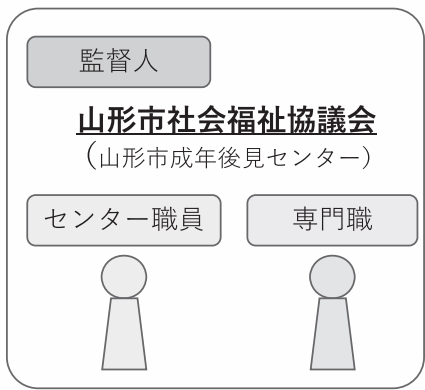 監督人
山形市社会福祉協議会
（山形市成年後見センター）
センター職員
専門職